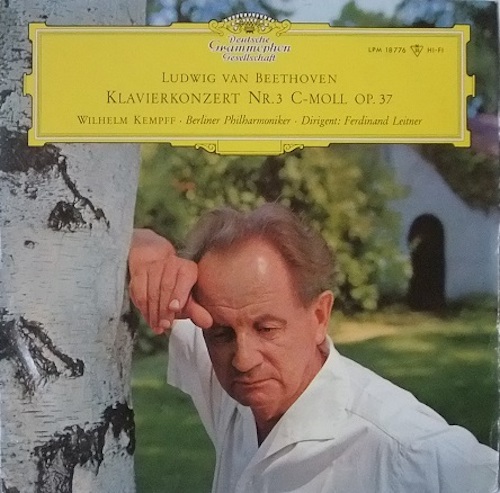 Deutsche
Grammophon
Gesellschaft
LPM 18776 HI-FI
LUDWIG VAN BEETHOVEN
KLAVIERKONZERT NR.3 C-MOLL OP. 37
WILHELM KEMPFF · Berliner Philharmoniker · Dirigent: Ferdinand Leitner